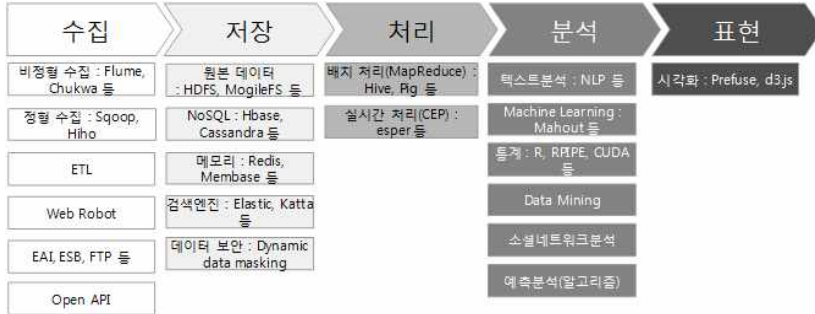 수집
저장
처리
분석
표현
비정형 수집 : Flume,
Chukwa 등
정형 수집 : Sqoop,
Hiho
ETL
Web Robot
EAI, ESB, FTP 등
Open API
원본 데이터
: HDFS, MogileFS 등
NoSQL : Hbase,
Cassandra 등
메모리 : Redis,
Membase 등
검색엔진 : Elastic, Katta
등
데이터 보안 : Dynamic
data masking
배치 처리(MapReduce) :
Hive, Pig 등
실시간 처리(CEP) :
esper 등
텍스트분석 : NLP 등
Machine Learning :
Mahout 등
통계 : R, RPIPE, CUDA
등
Data Mining
소셜네트워크분석
예측분석(알고리즘)
시각화 : Prefuse, d3.js